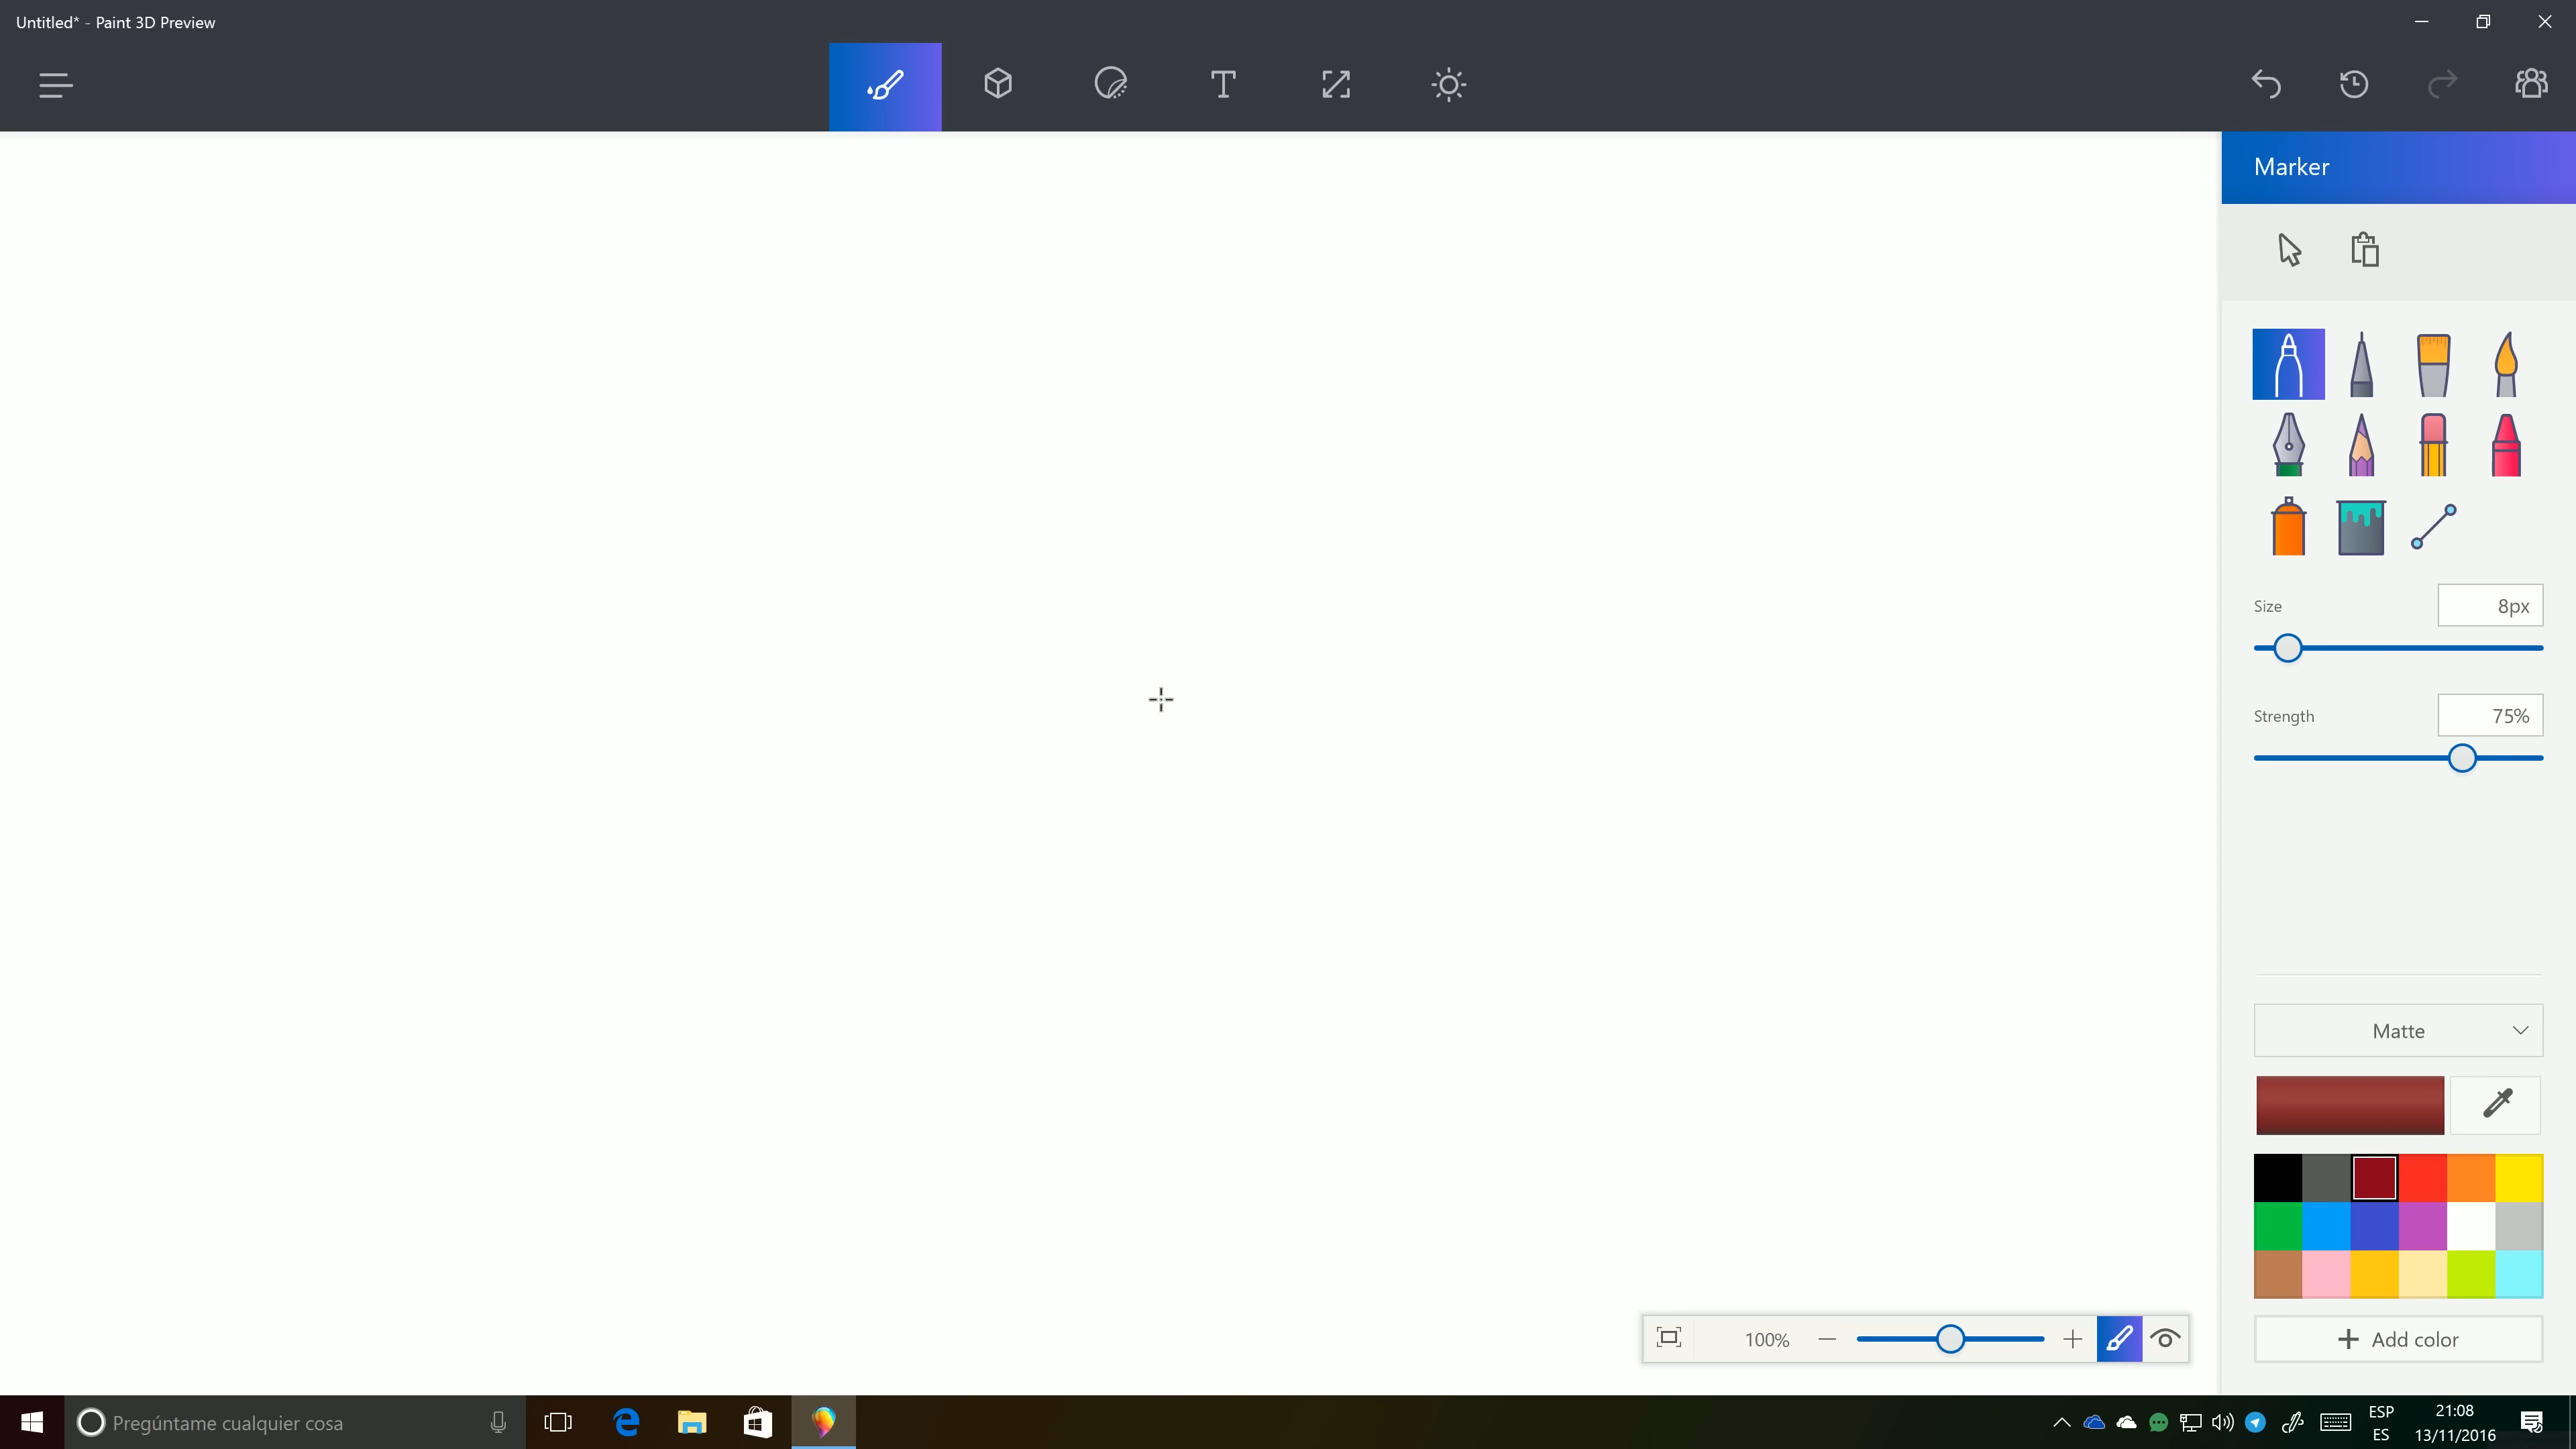 Untitled* - Paint 3D Preview
Marker
Size
8px
Strength
75%
Matte
Add color
100%
Pregúntame cualquier cosa
ESP
ES
21:08
13/11/2016